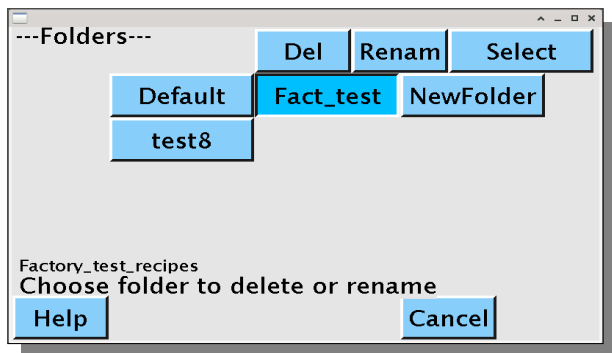 ---Folders---
Del Renam Select
Default Fact_test NewFolder
test8
Factory_test_recipes
Choose folder to delete or rename
Help Cancel